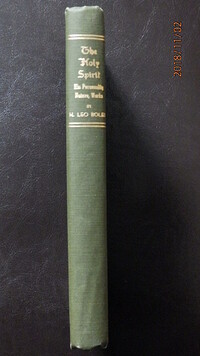 The
Holy
Spirit
His Personality
Nature, Works
BY
H. LEO BOLES
2018/11/02